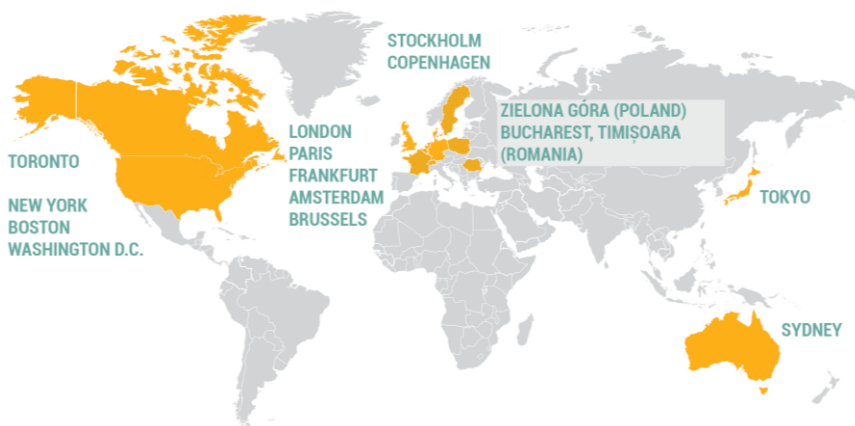 STOCKHOLM
COPENHAGEN
ZIELONA GÓRA (POLAND)
BUCHAREST, TIMIȘOARA
(ROMANIA)
LONDON
PARIS
FRANKFURT
AMSTERDAM
BRUSSELS
TORONTO
NEW YORK
BOSTON
WASHINGTON D.C.
TOKYO
SYDNEY